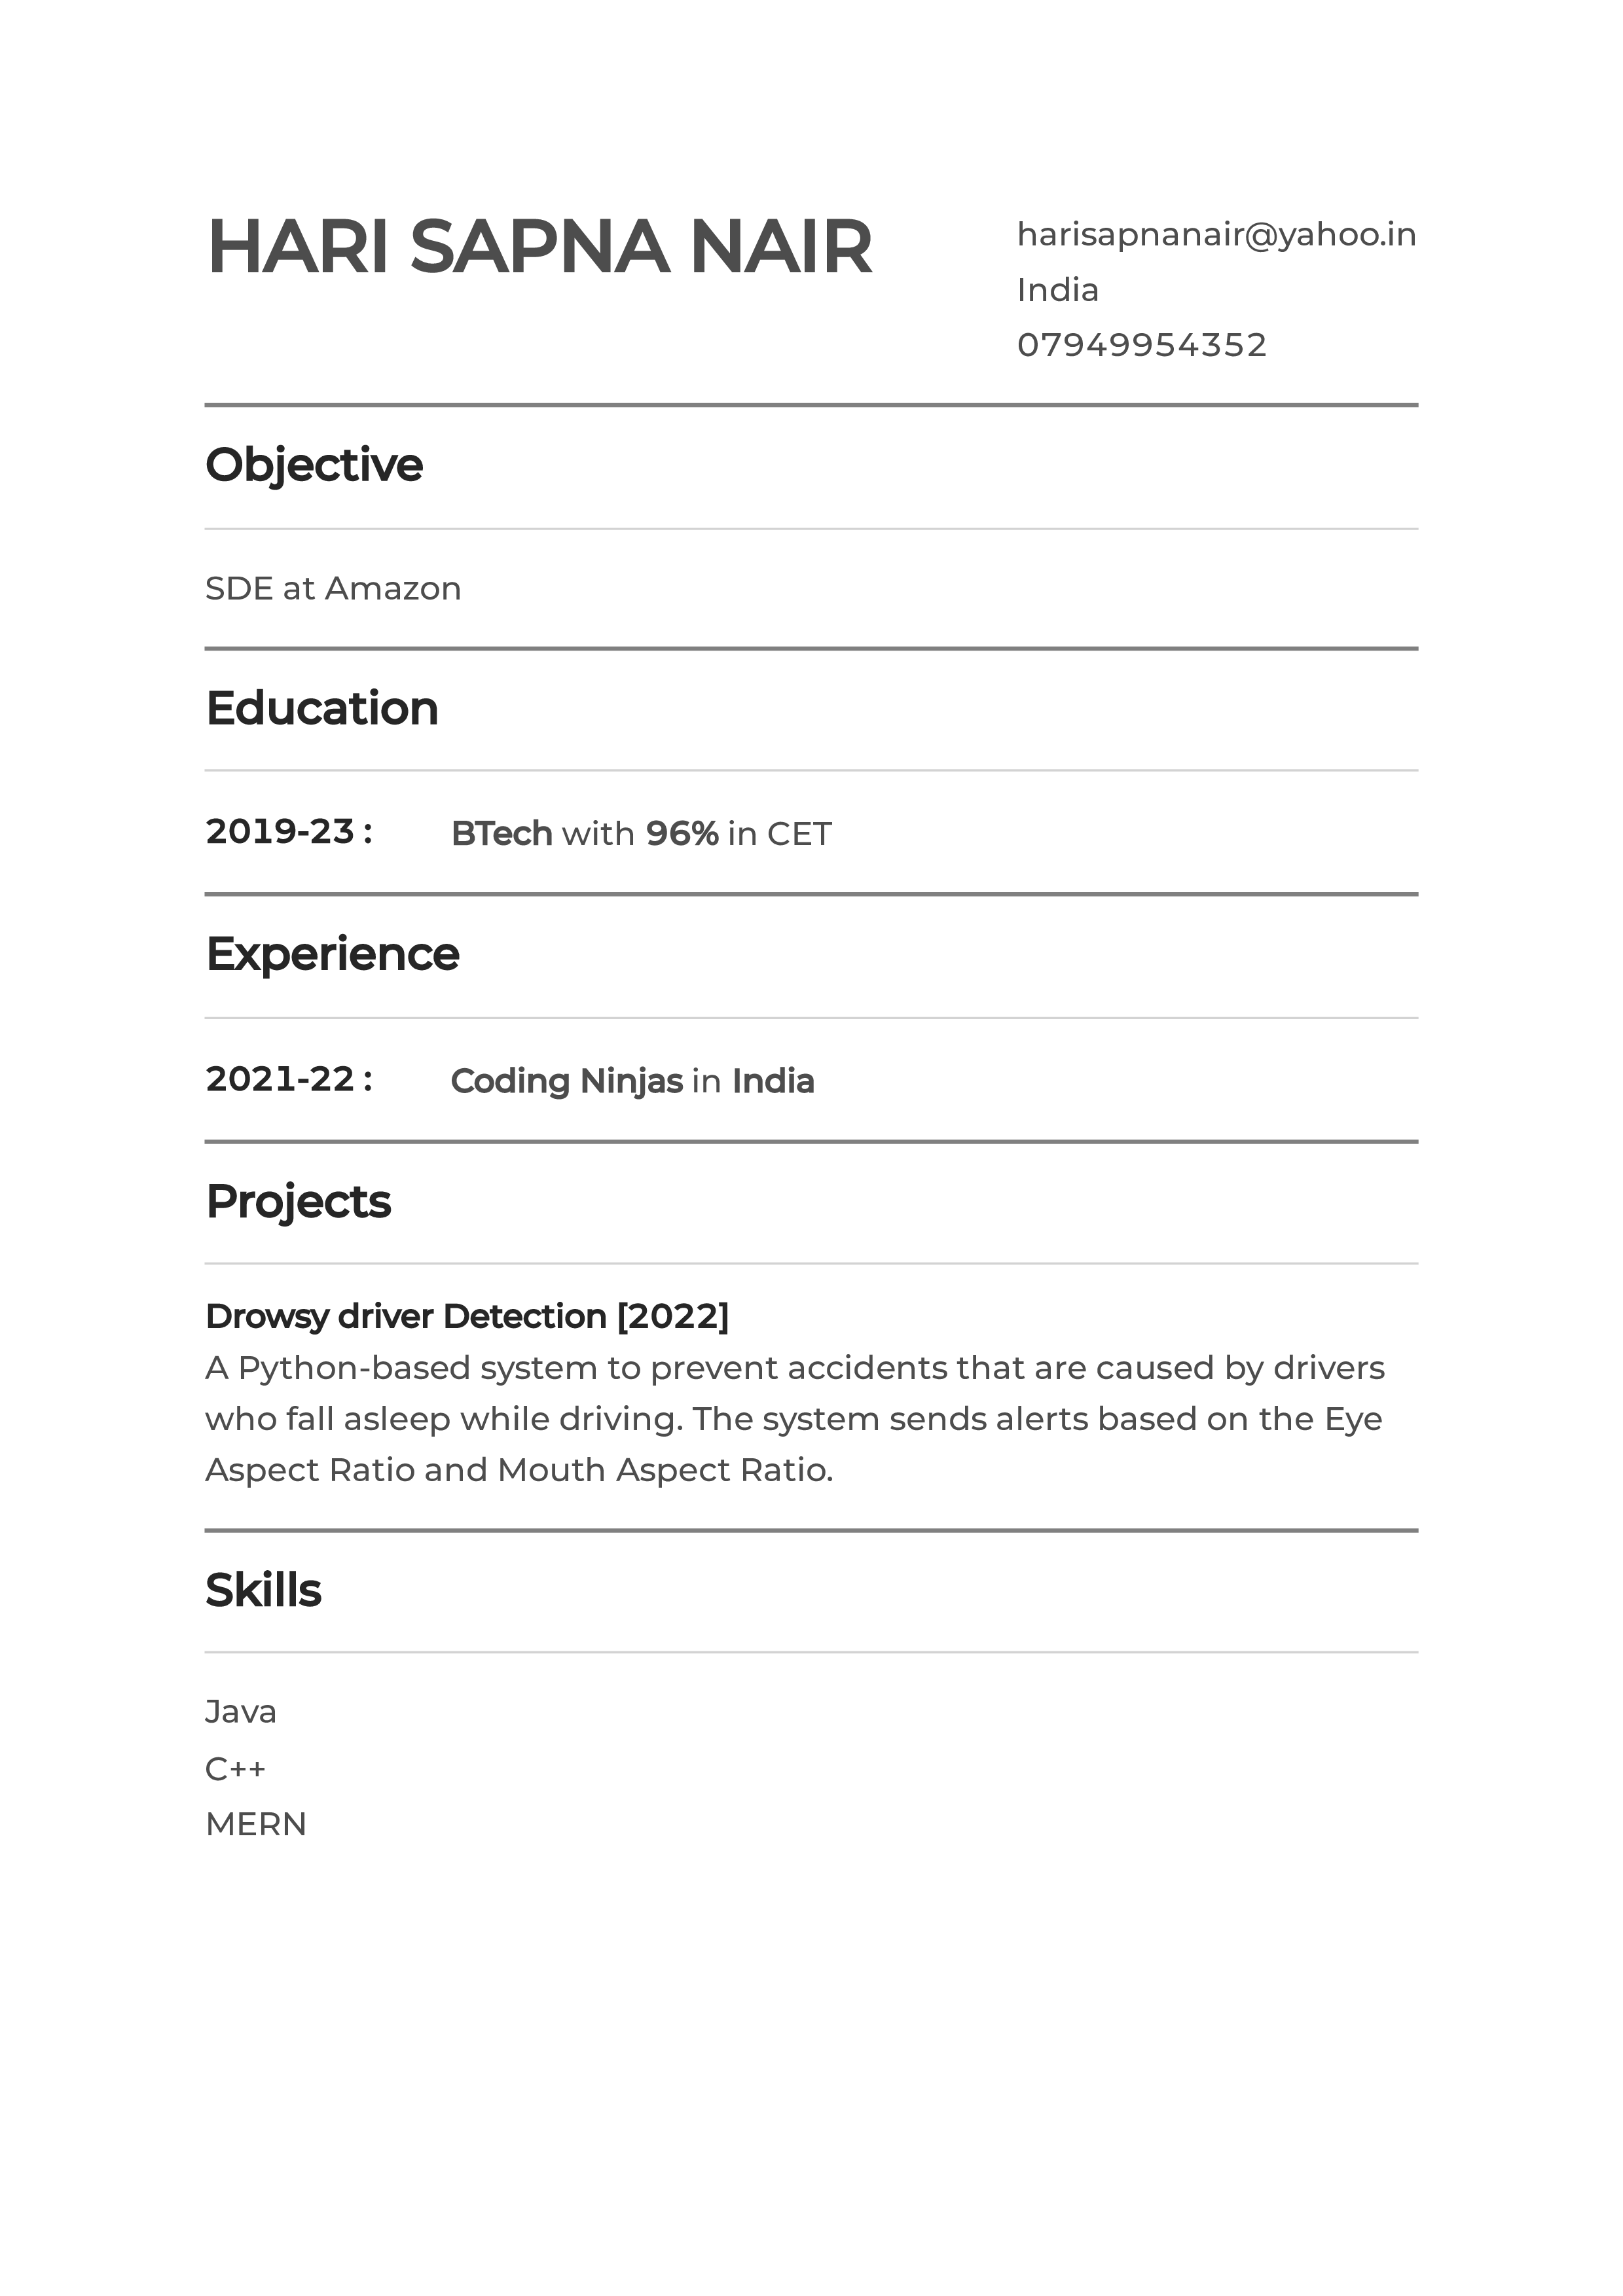 HARI SAPNA NAIR
harisapnanair@yahoo.in
India
07949954352
Objective
SDE at Amazon
Education
2019-23 : BTech with 96% in CET
Experience
2021-22 : Coding Ninjas in India
Projects
Drowsy driver Detection [2022]
A Python-based system to prevent accidents that are caused by drivers
who fall asleep while driving. The system sends alerts based on the Eye
Aspect Ratio and Mouth Aspect Ratio.
Skills
Java
C++
MERN